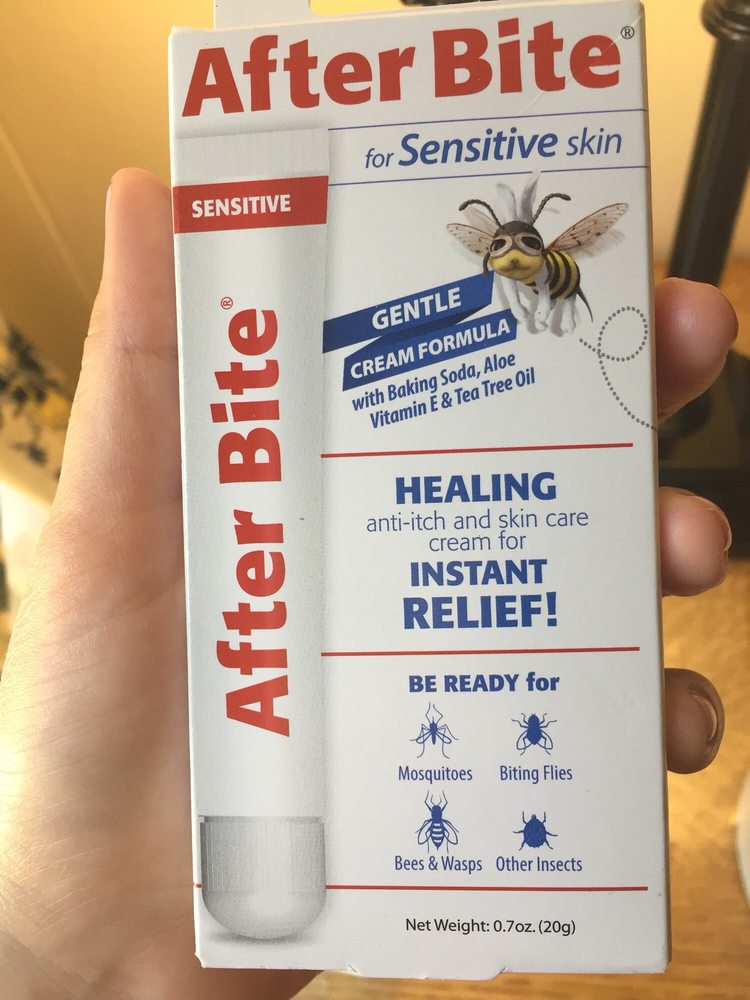 After Bite®
for Sensitive skin
SENSITIVE
After Bite®
GENTLE
CREAM FORMULA
with Baking Soda, Aloe
Vitamin E & Tea Tree Oil
HEALING
anti-itch and skin care
cream for
INSTANT
RELIEF!
BE READY for
Mosquitoes
Biting Flies
Bees & Wasps
Other Insects
Net Weight: 0.7oz. (20g)